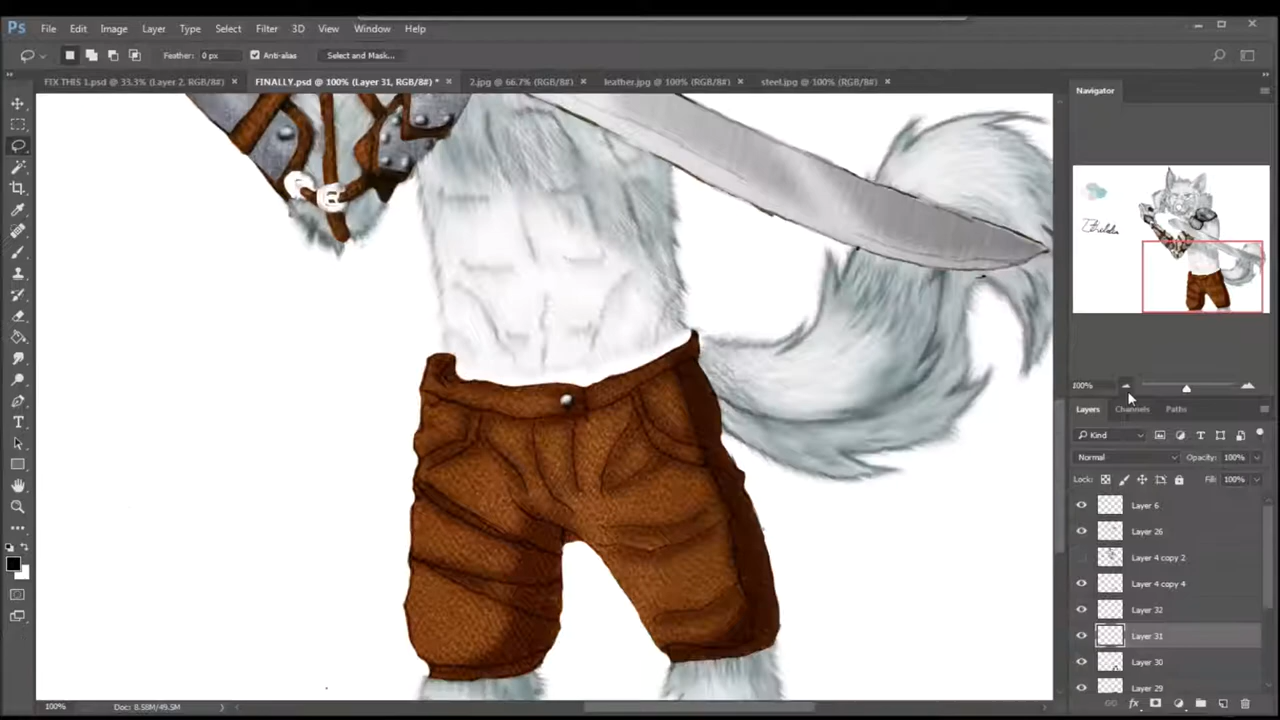 Ps File Edit Image Layer Type Select Filter 3D View Window Help
Feather: 0 px Anti-alias Select and Mask...
FIX THIS 1.psd @ 33.3% (Layer 2, RGB/8#) × FINALLY.psd @ 100% (Layer 31, RGB/8#) * × 2.jpg @ 66.7% (RGB/8#) × leather.jpg @ 100% (RGB/8#) × steel.jpg @ 100% (RGB/8#) ×
Navigator
100%
Layers Channels Paths
Kind
Normal Opacity: 100%
Lock: Fill: 100%
Layer 6
Layer 26
Layer 4 copy 2
Layer 4 copy 4
Layer 32
Layer 31
Layer 30
Layer 29
100% Doc: 8.58M/49.5M